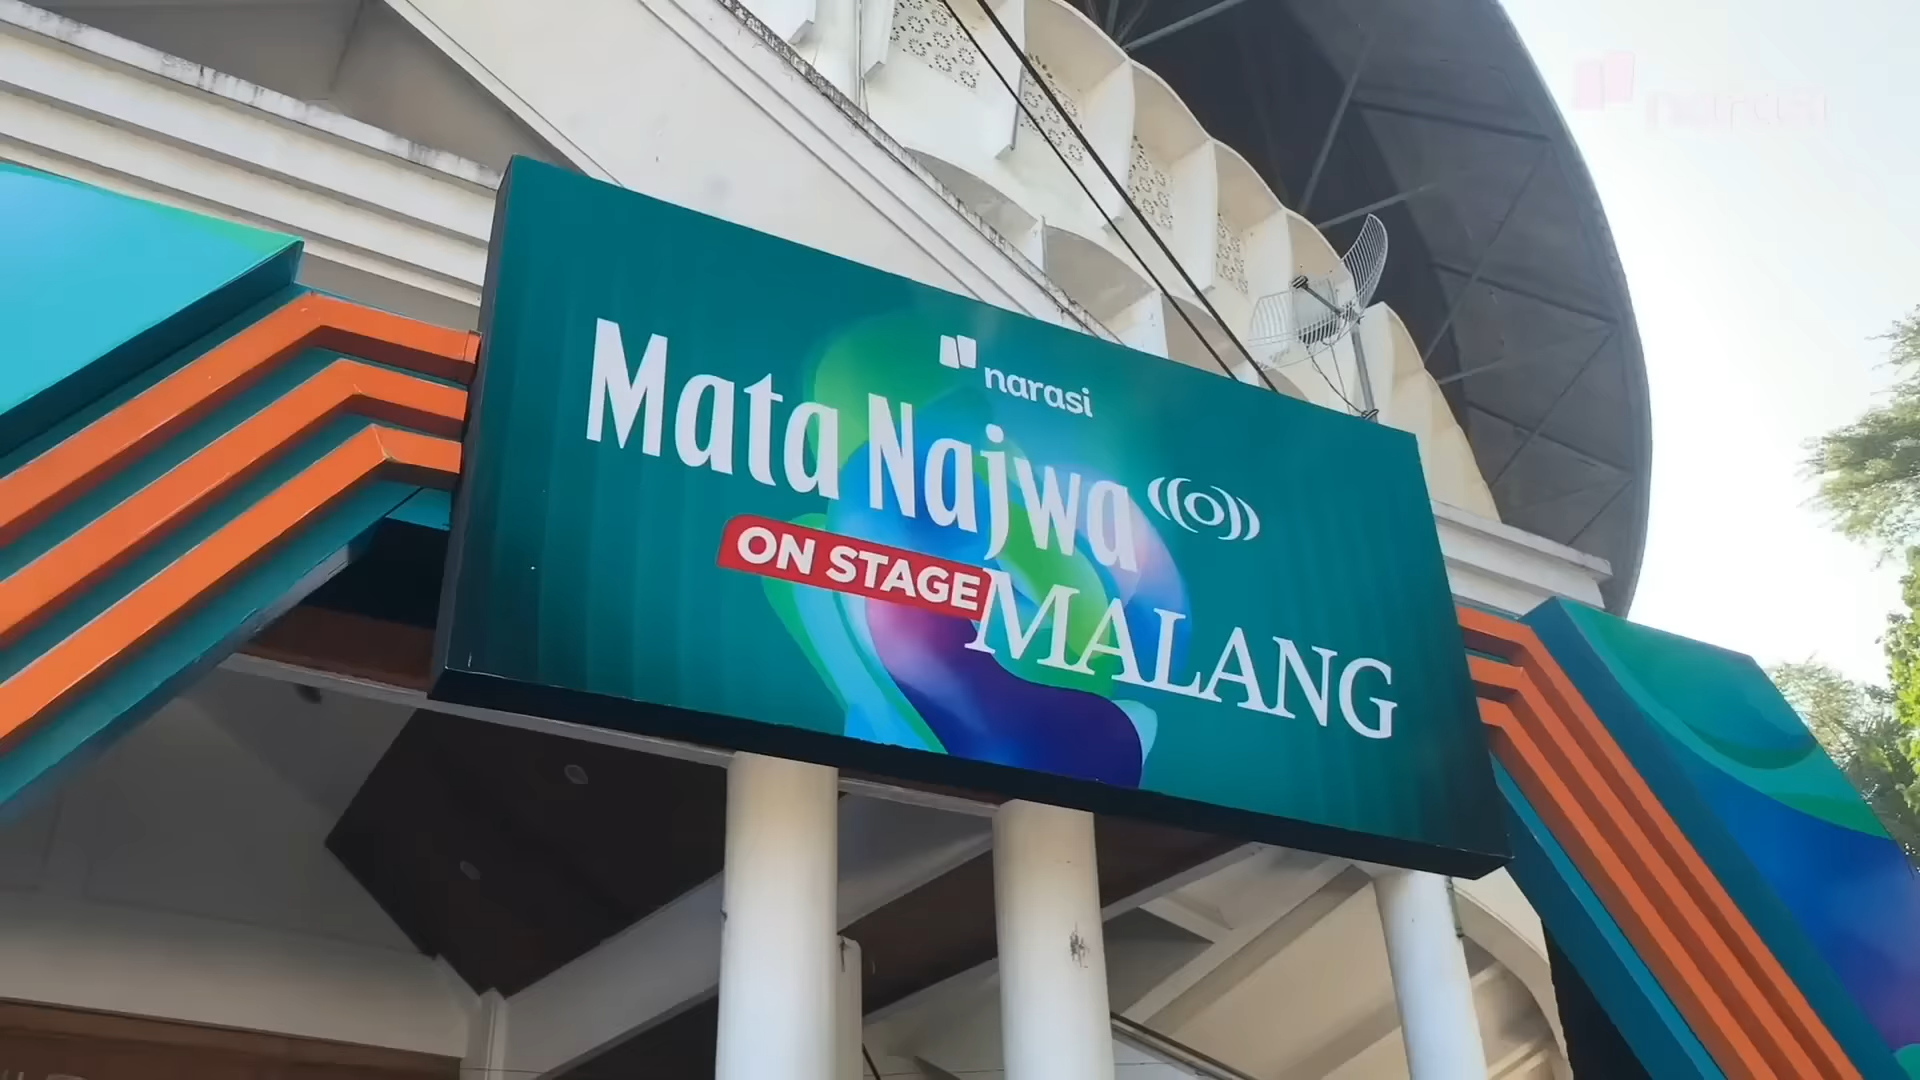 narasi
narasi
Mata Najwa
ON STAGE
MALANG